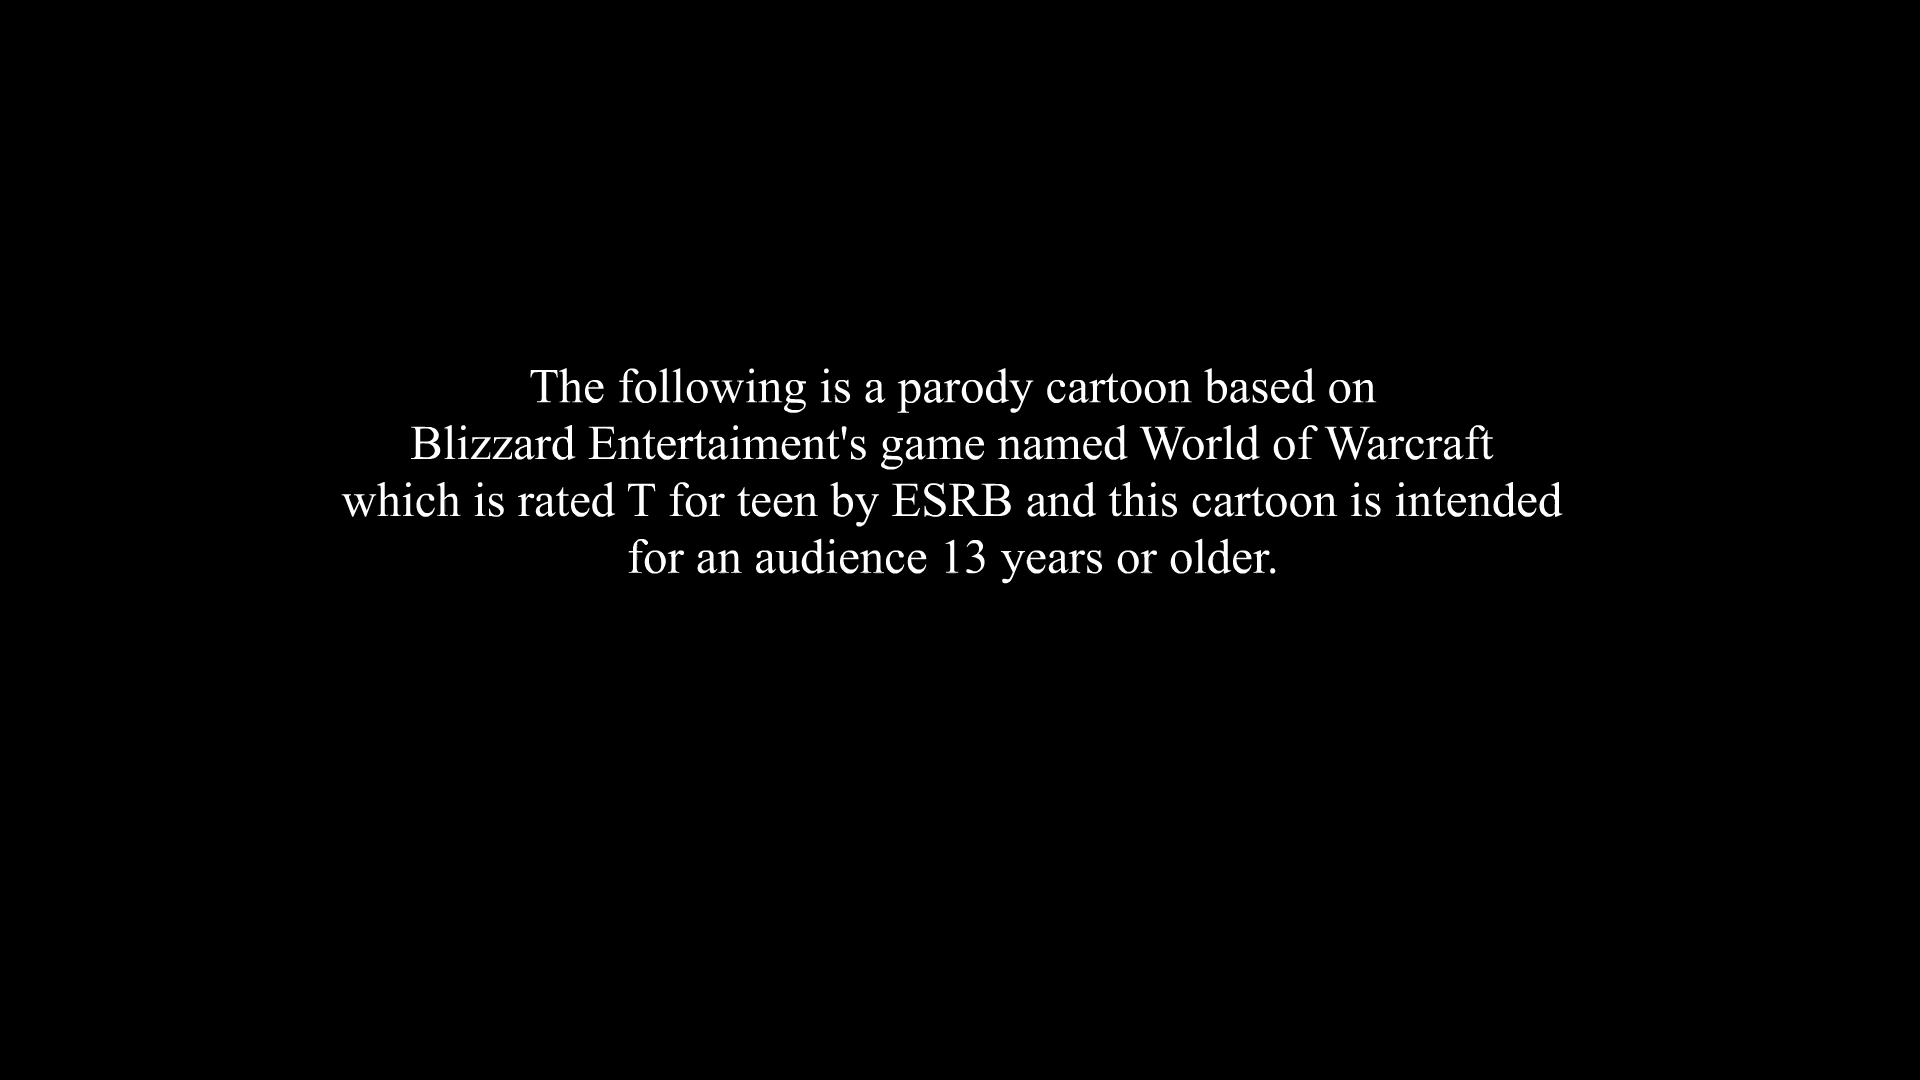 The following is a parody cartoon based on
Blizzard Entertaiment's game named World of Warcraft
which is rated T for teen by ESRB and this cartoon is intended
for an audience 13 years or older.